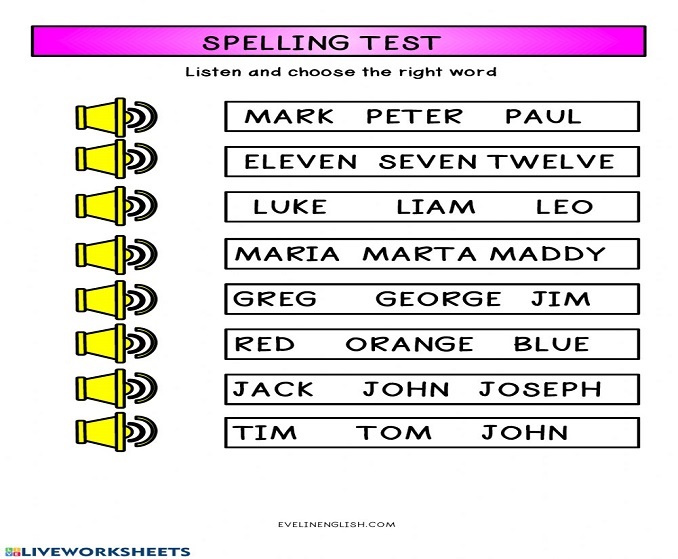 SPELLING TEST
Listen and choose the right word
MARK PETER PAUL
ELEVEN SEVEN TWELVE
LUKE LIAM LEO
MARIA MARTA MADDY
GREG GEORGE JIM
RED ORANGE BLUE
JACK JOHN JOSEPH
TIM TOM JOHN
EVELINENGLISH.COM
LIVEWORKSHEETS